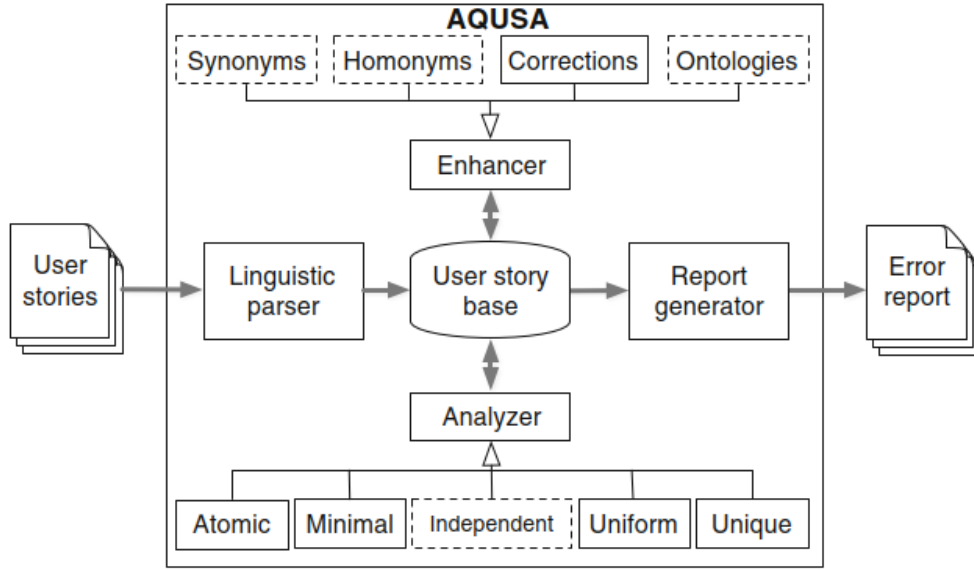 AQUSA
Synonyms
Homonyms
Corrections
Ontologies
Enhancer
User
stories
Linguistic
parser
User story
base
Report
generator
Error
report
Analyzer
Atomic
Minimal
Independent
Uniform
Unique